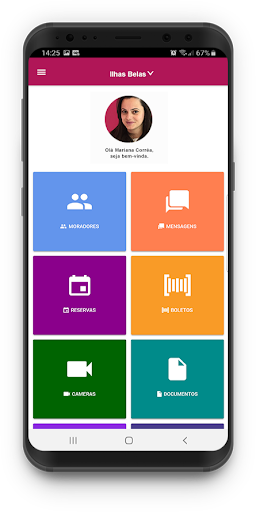 14:25
67%
Ilhas Belas
Olá Mariana Corrêa,
seja bem-vinda.
MORADORES
MENSAGENS
RESERVAS
BOLETOS
CAMERAS
DOCUMENTOS